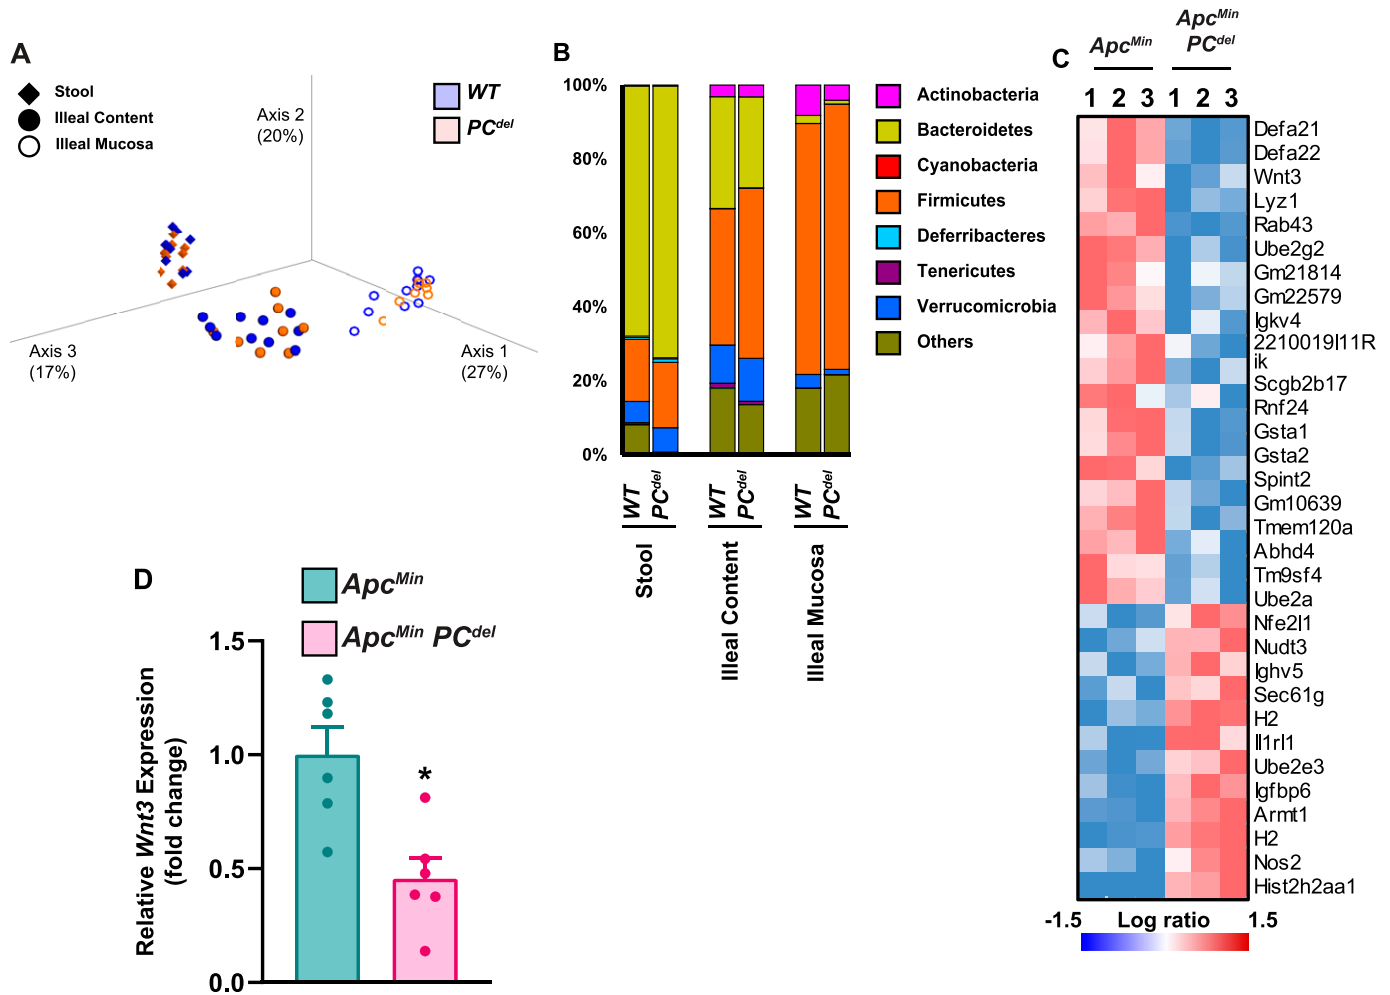 A
Stool
Illeal Content
Illeal Mucosa
WT
PCdel
Axis 2
(20%)
Axis 3
(17%)
Axis 1
(27%)
B
100%
80%
60%
40%
20%
0%
WT
PCdel
WT
PCdel
WT
PCdel
Stool
Illeal Content
Illeal Mucosa
Actinobacteria
Bacteroidetes
Cyanobacteria
Firmicutes
Deferribacteres
Tenericutes
Verrucomicrobia
Others
C
ApcMin
ApcMin
PCdel
1 2 3 1 2 3
Defa21
Defa22
Wnt3
Lyz1
Rab43
Ube2g2
Gm21814
Gm22579
Igkv4
2210019I11R
ik
Scgb2b17
Rnf24
Gsta1
Gsta2
Spint2
Gm10639
Tmem120a
Abhd4
Tm9sf4
Ube2a
Nfe2l1
Nudt3
Ighv5
Sec61g
H2
Il1rl1
Ube2e3
Igfbp6
Armt1
H2
Nos2
Hist2h2aa1
-1.5 Log ratio 1.5
D
ApcMin
ApcMin PCdel
Relative Wnt3 Expression
(fold change)
1.5
1.0
0.5
0.0
*